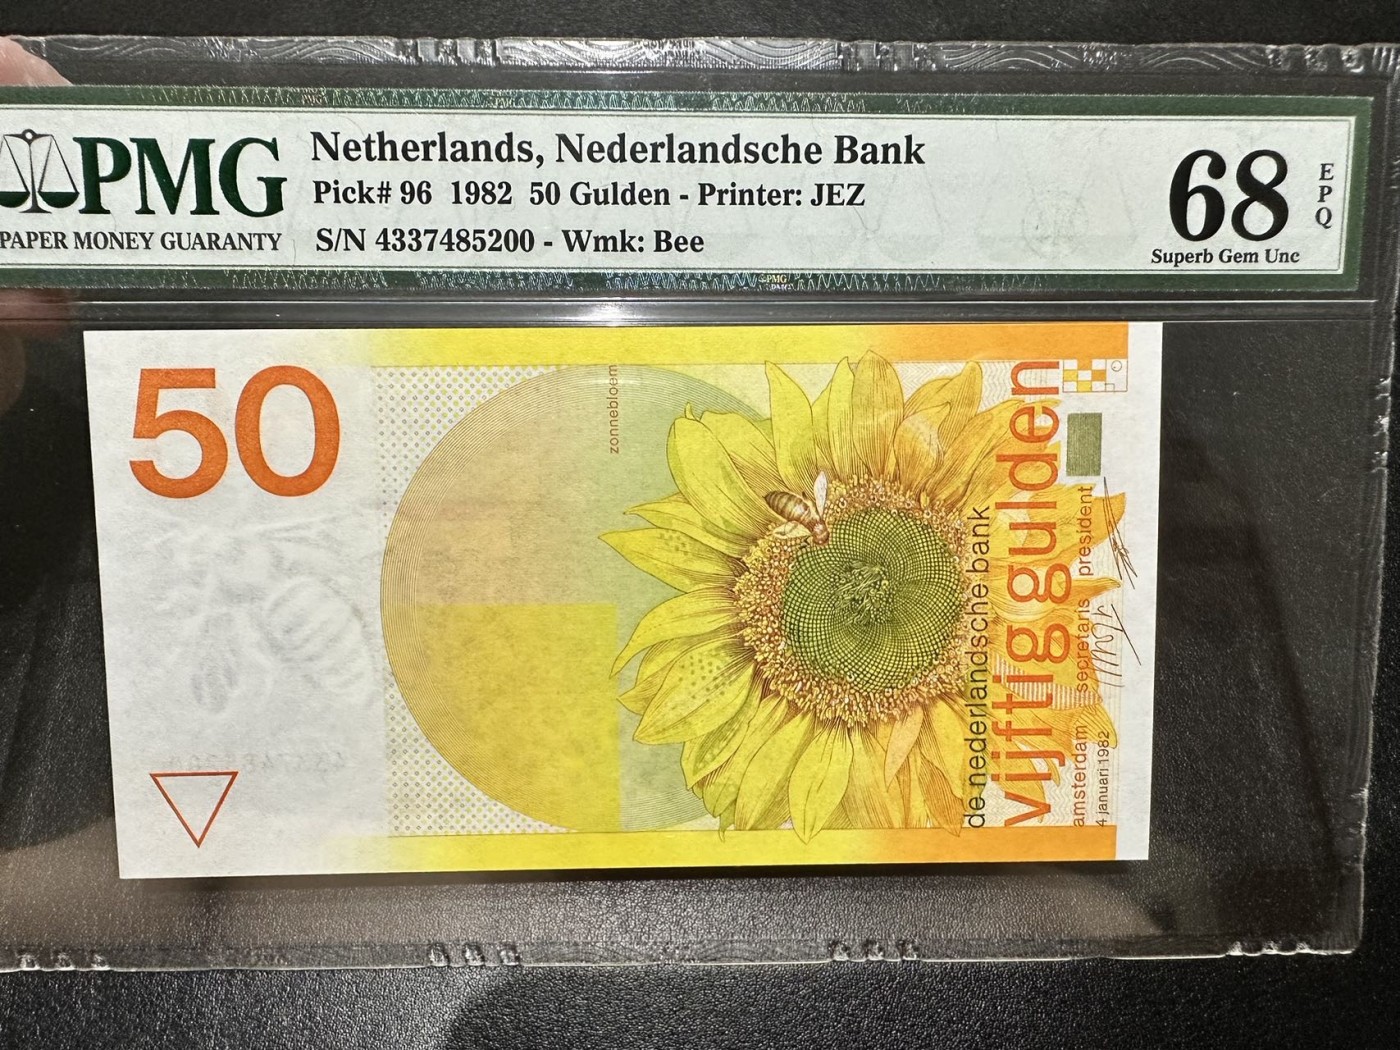 PMG
PAPER MONEY GUARANTY
Netherlands, Nederlandsche Bank
Pick# 96 1982 50 Gulden - Printer: JEZ
S/N 4337485200 - Wmk: Bee
68
EPQ
Superb Gem Unc
50
zonnebloem
de nederlandsche bank
vijftig gulden
amsterdam secretaris president
4 januari 1982